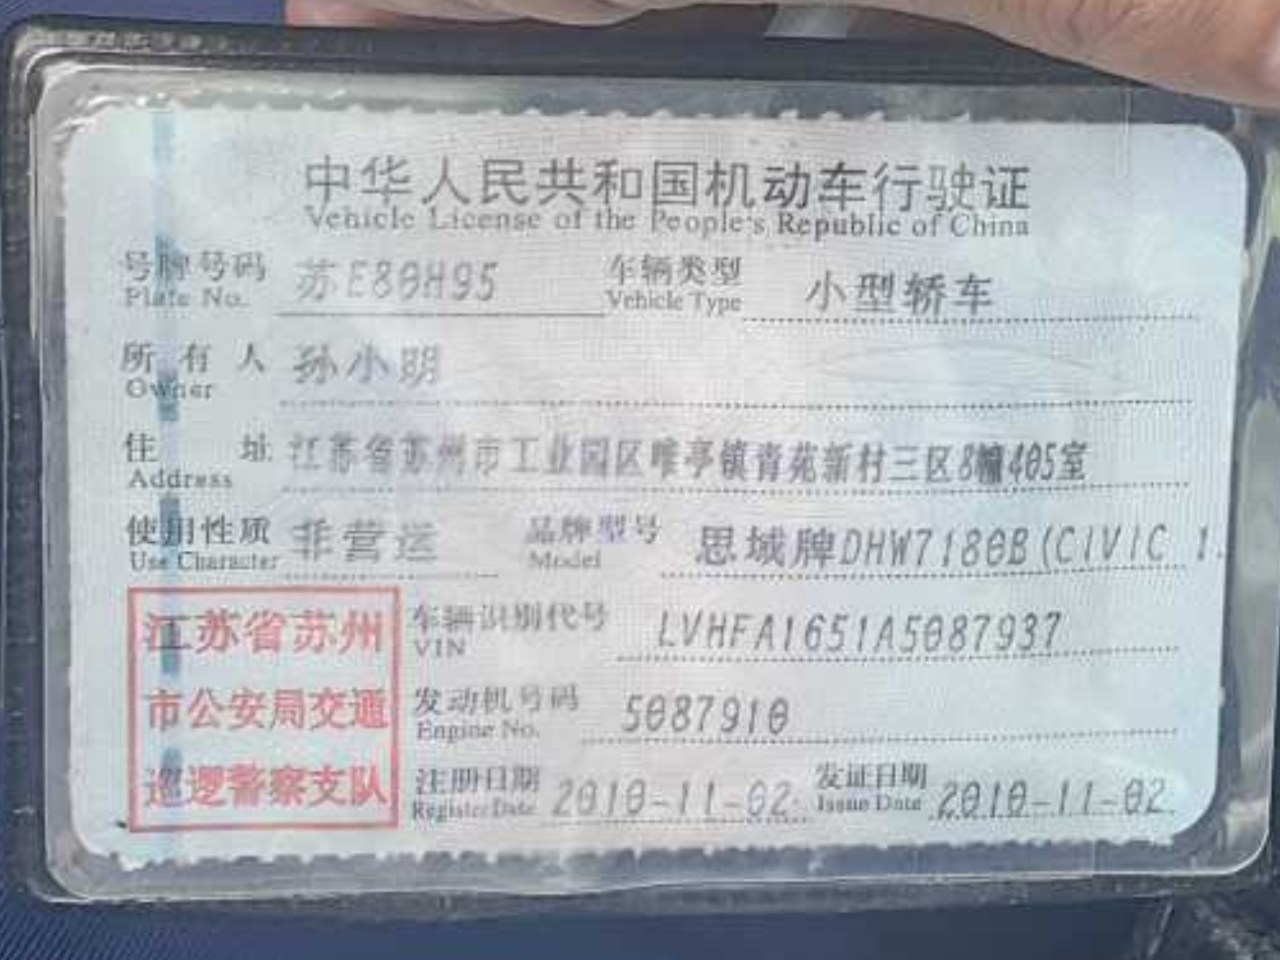 中华人民共和国机动车行驶证
Vehicle License of the People's Republic of China
号牌号码 苏E80H95 车辆类型 小型轿车
Plate No. Vehicle Type
所有人 孙小明
Owner
住址 江苏省苏州市工业园区唯亭镇青苑新村三区8幢405室
Address
使用性质 非营运 品牌型号 思域牌DHW7180B(CIVIC 1.
Use Character Model
江苏省苏州 车辆识别代号 LVHFA1651A5087937
VIN
市公安局交通 发动机号码 5087910
Engine No.
巡逻警察支队 注册日期 2010-11-02 发证日期 2010-11-02
Register Date Issue Date